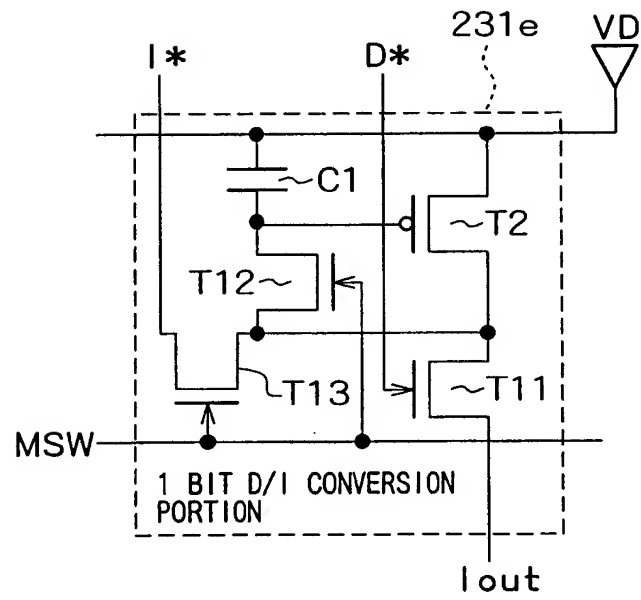 231e
VD
I*
D*
C1
T2
T12
T13
T11
MSW
1 BIT D/I CONVERSION
PORTION
Iout